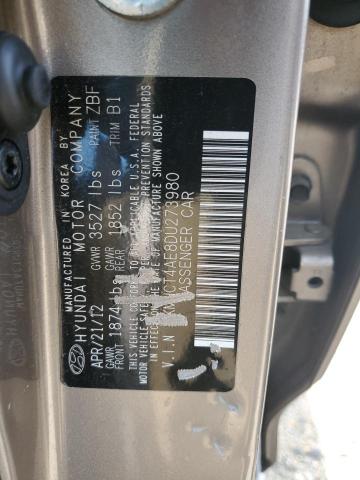 MANUFACTURED IN KOREA BY
HYUNDAI MOTOR COMPANY
APR/21/12 GVWR 3527 lbs PAINT ZBF
GAWR FRONT 1874 lbs GAWR REAR 1852 lbs TRIM B1
THIS VEHICLE CONFORMS TO ALL APPLICABLE U.S.A. FEDERAL
MOTOR VEHICLE SAFETY, BUMPER AND THEFT PREVENTION STANDARDS
IN EFFECT ON THE DATE OF MANUFACTURE SHOWN ABOVE
V.I.N CT4AE8DU273980
PASSENGER CAR